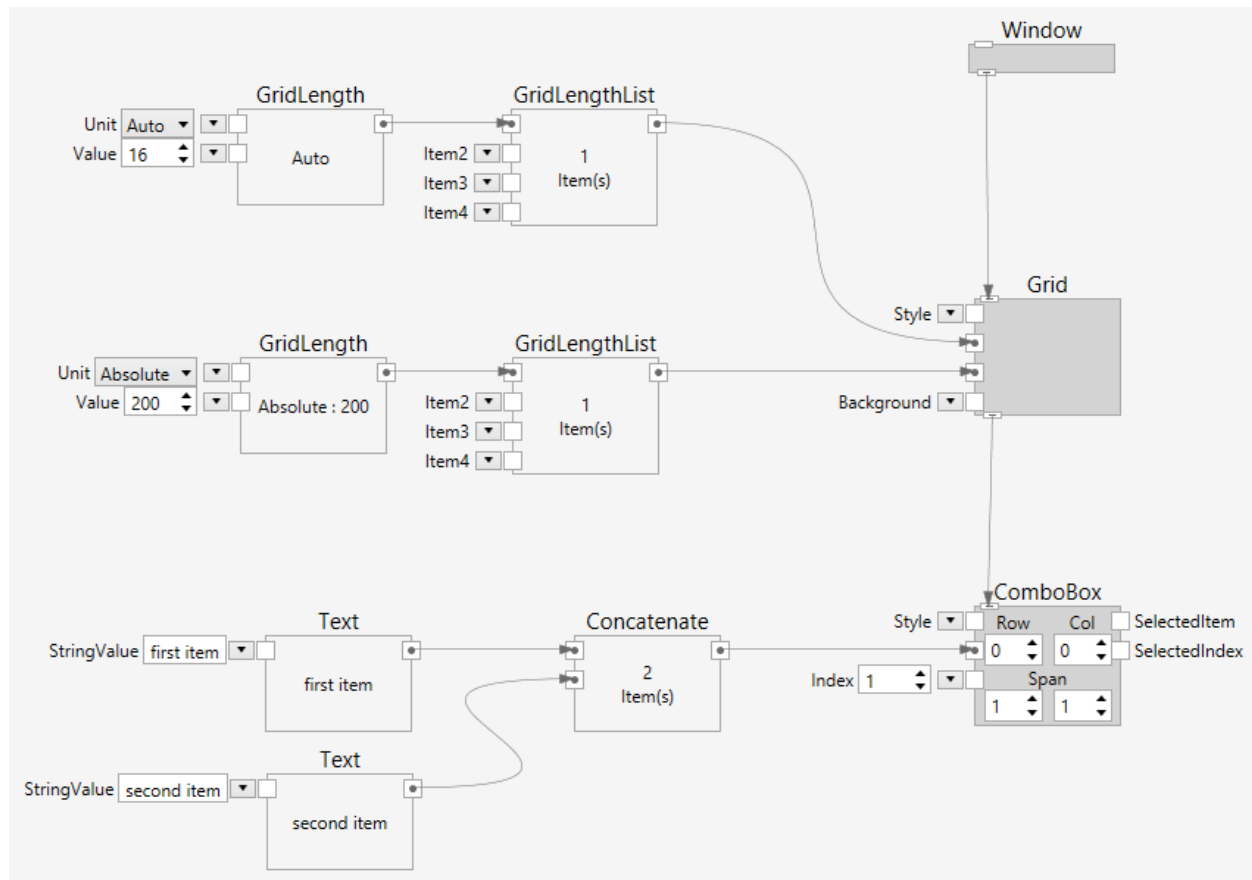 Window
GridLength
GridLengthList
Unit Auto
Value 16
Auto
1
Item(s)
Item2
Item3
Item4
Grid
Style
Background
GridLength
GridLengthList
Unit Absolute
Value 200
Absolute : 200
1
Item(s)
Item2
Item3
Item4
ComboBox
Style
Row Col
SelectedItem
0 0
SelectedIndex
Index 1
Span
1 1
Text
StringValue first item
first item
Concatenate
2
Item(s)
Text
StringValue second item
second item